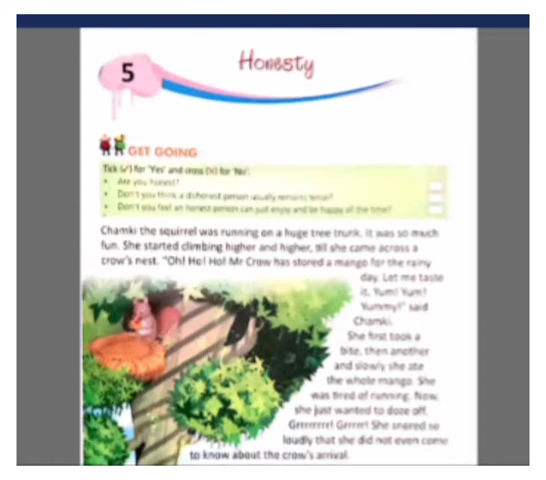 5
Honesty
GET GOING
Tick (✓) for 'Yes' and cross (✕) for 'No'.
• Are you honest?
• Don't you think a dishonest person usually remains tense?
• Don't you feel an honest person can just enjoy and be happy all the time?
Chamki the squirrel was running on a huge tree trunk. It was so much
fun. She started climbing higher and higher, till she came across a
crow's nest. "Oh! Ho! Ho! Mr Crow has stored a mango for the rainy
day. Let me taste
it. Yum! Yum!
Yummy!" said
Chamki.
She first took a
bite, then another
and slowly she ate
the whole mango. She
was tired of running. Now,
she just wanted to doze off.
Grrrrrrr! Grrrrr! She snored so
loudly that she did not even come
to know about the crow's arrival.